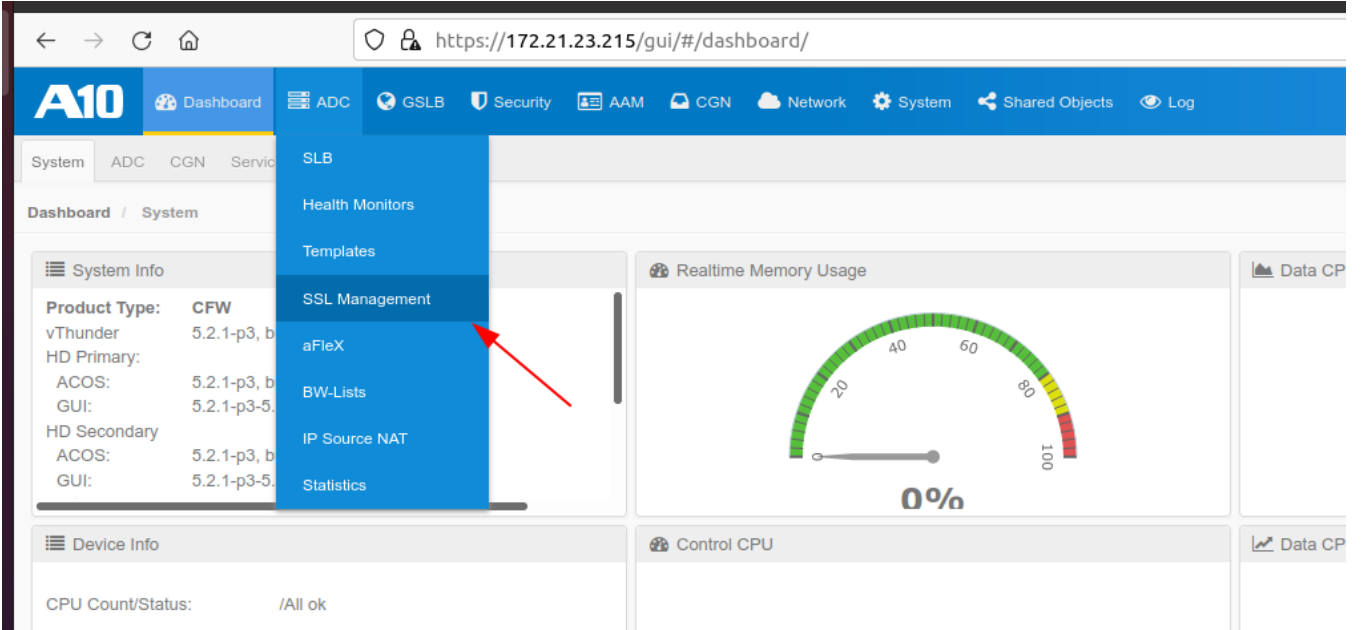 https://172.21.23.215/gui/#/dashboard/
A10 Dashboard ADC GSLB Security AAM CGN Network System Shared Objects Log
System ADC CGN Servic
SLB
Health Monitors
Templates
SSL Management
aFleX
BW-Lists
IP Source NAT
Statistics
Dashboard / System
System Info
Product Type: CFW
vThunder 5.2.1-p3, b
HD Primary:
ACOS: 5.2.1-p3, b
GUI: 5.2.1-p3-5.
HD Secondary
ACOS: 5.2.1-p3, b
GUI: 5.2.1-p3-5.
Realtime Memory Usage
0 20 40 60 80 100
0%
Data CP
Device Info
CPU Count/Status: /All ok
Control CPU
Data CP